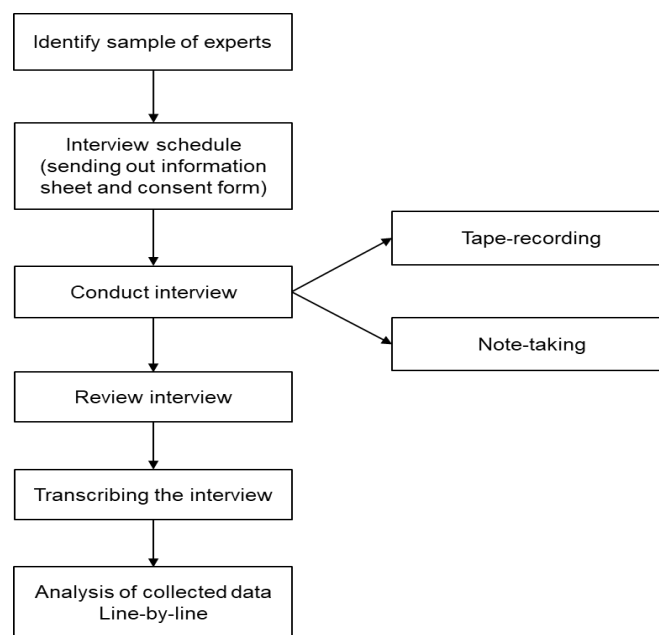 Identify sample of experts
Interview schedule
(sending out information
sheet and consent form)
Tape-recording
Conduct interview
Note-taking
Review interview
Transcribing the interview
Analysis of collected data
Line-by-line